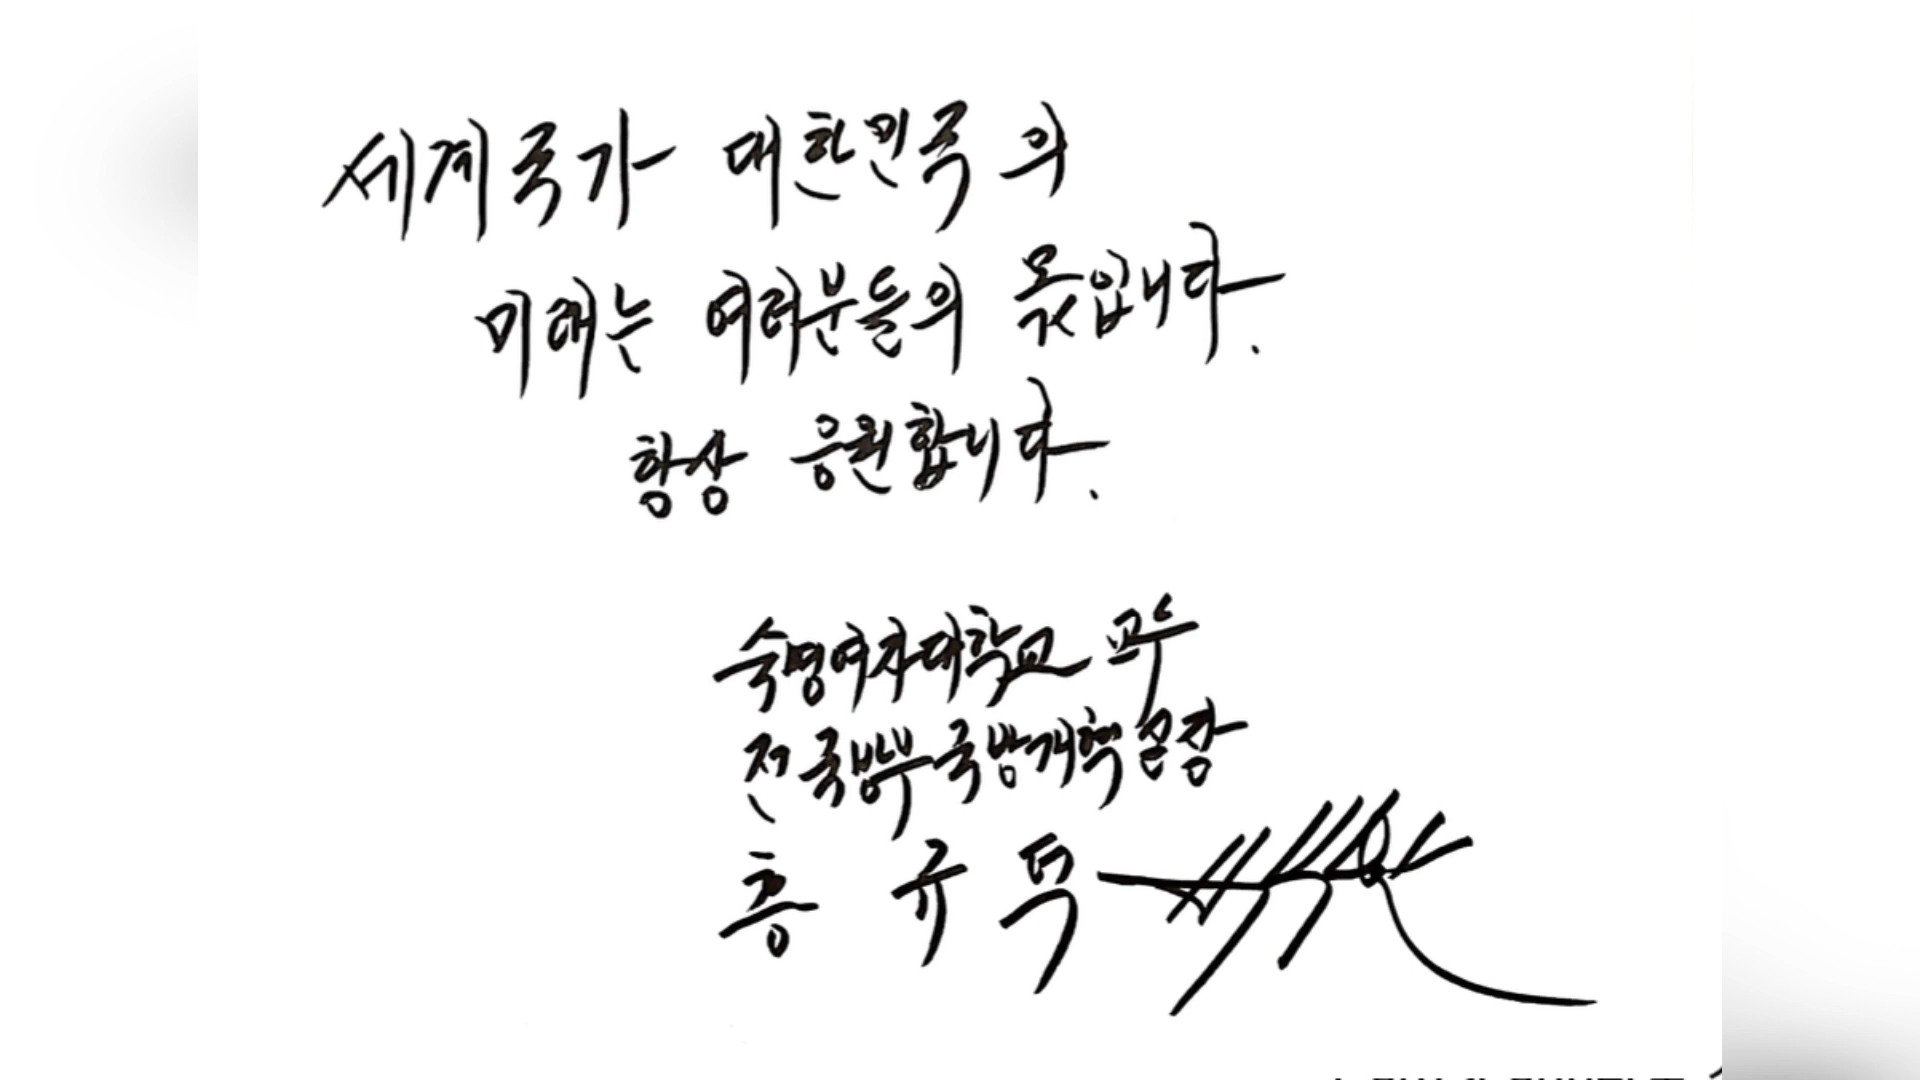 세계국가 대한민국의
미래는 여러분들의 몫입니다.
항상 응원합니다.
숙명여자대학교 교수
전 국방부 국방개혁실장
홍 규 덕